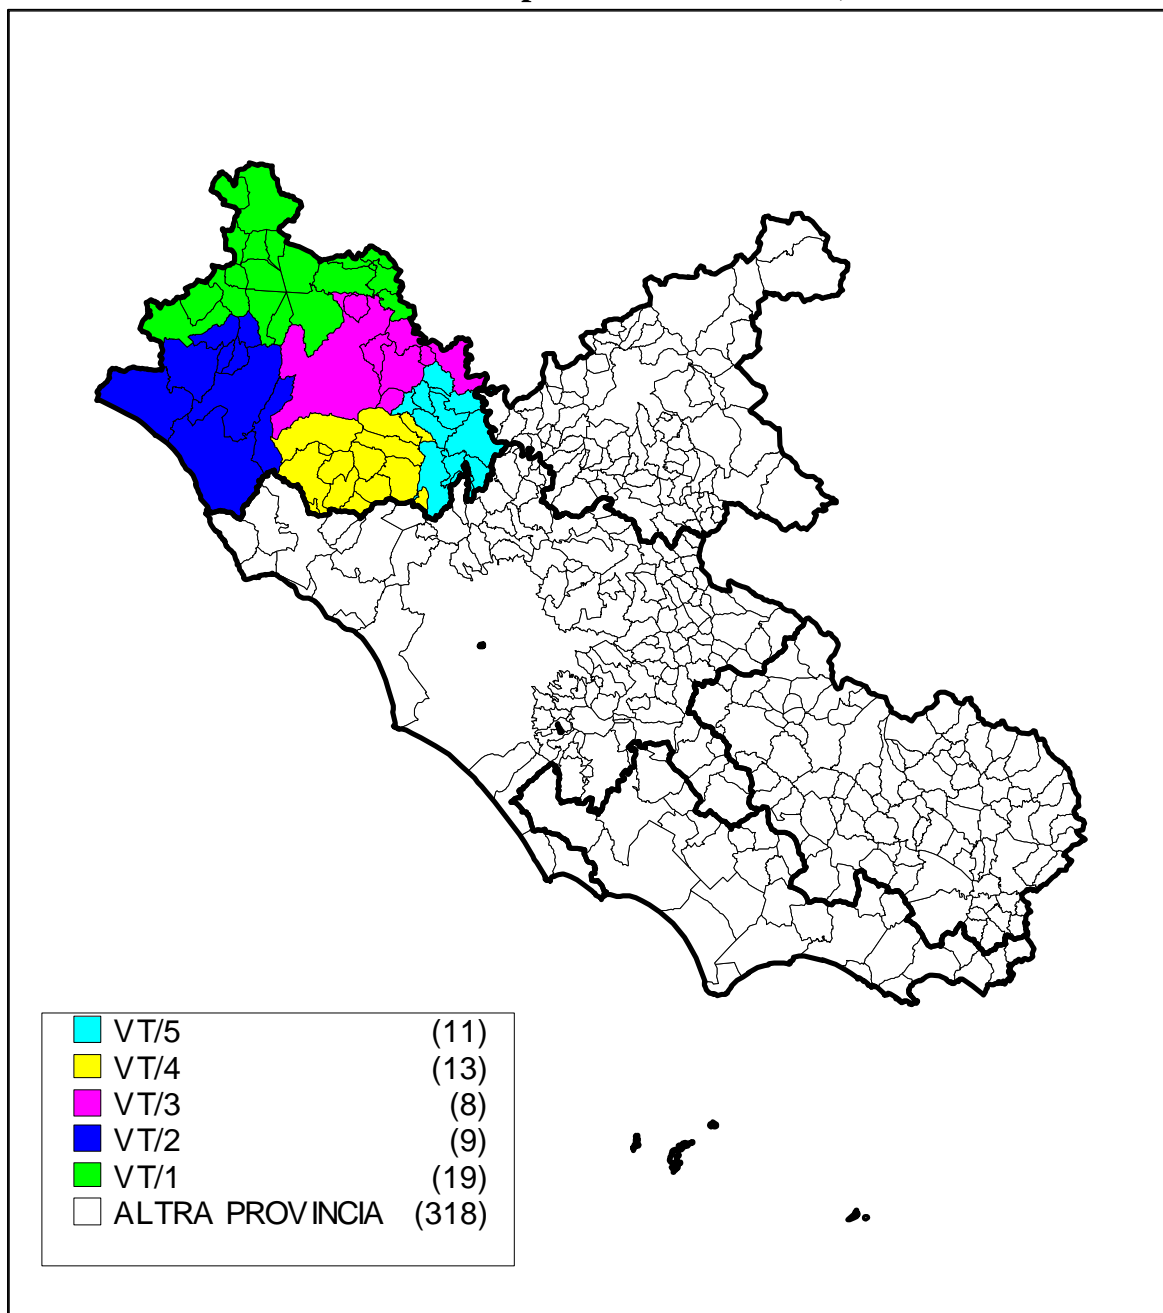 VT/5 (11)
VT/4 (13)
VT/3 (8)
VT/2 (9)
VT/1 (19)
ALTRA PROVINCIA (318)